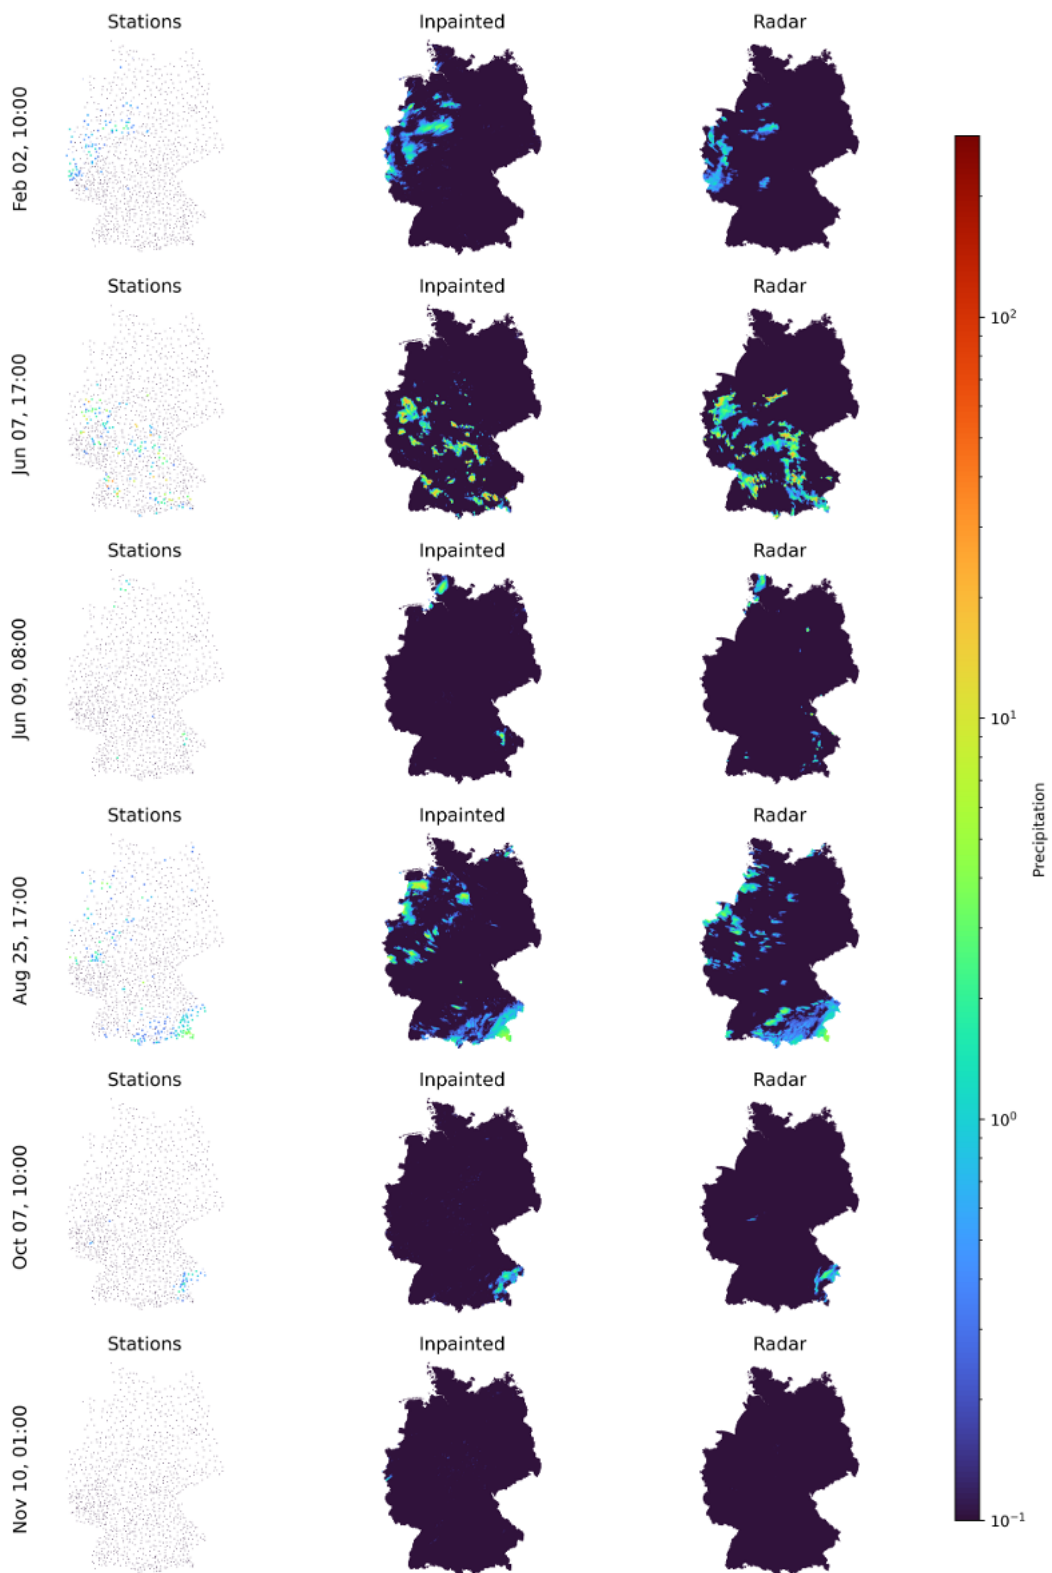 Stations Inpainted Radar
Feb 02, 10:00
Stations Inpainted Radar
Jun 07, 17:00
Stations Inpainted Radar
Jun 09, 08:00
Stations Inpainted Radar
Aug 25, 17:00
Stations Inpainted Radar
Oct 07, 10:00
Stations Inpainted Radar
Nov 10, 01:00
10²
10¹
10⁰
10⁻¹
Precipitation